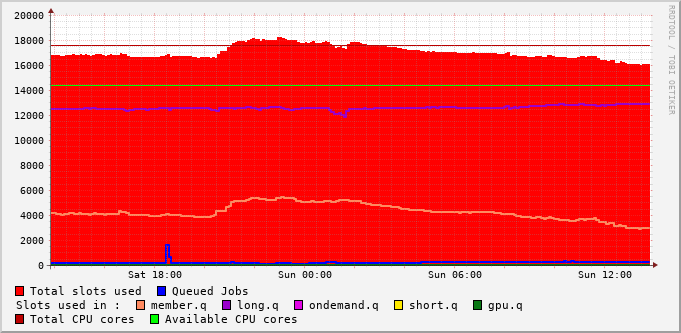 20000
18000
16000
14000
12000
10000
8000
6000
4000
2000
0
Sat 18:00 Sun 00:00 Sun 06:00 Sun 12:00
RRDTOOL / TOBI OETIKER
Total slots used Queued Jobs
Slots used in : member.q long.q ondemand.q short.q gpu.q
Total CPU cores Available CPU cores